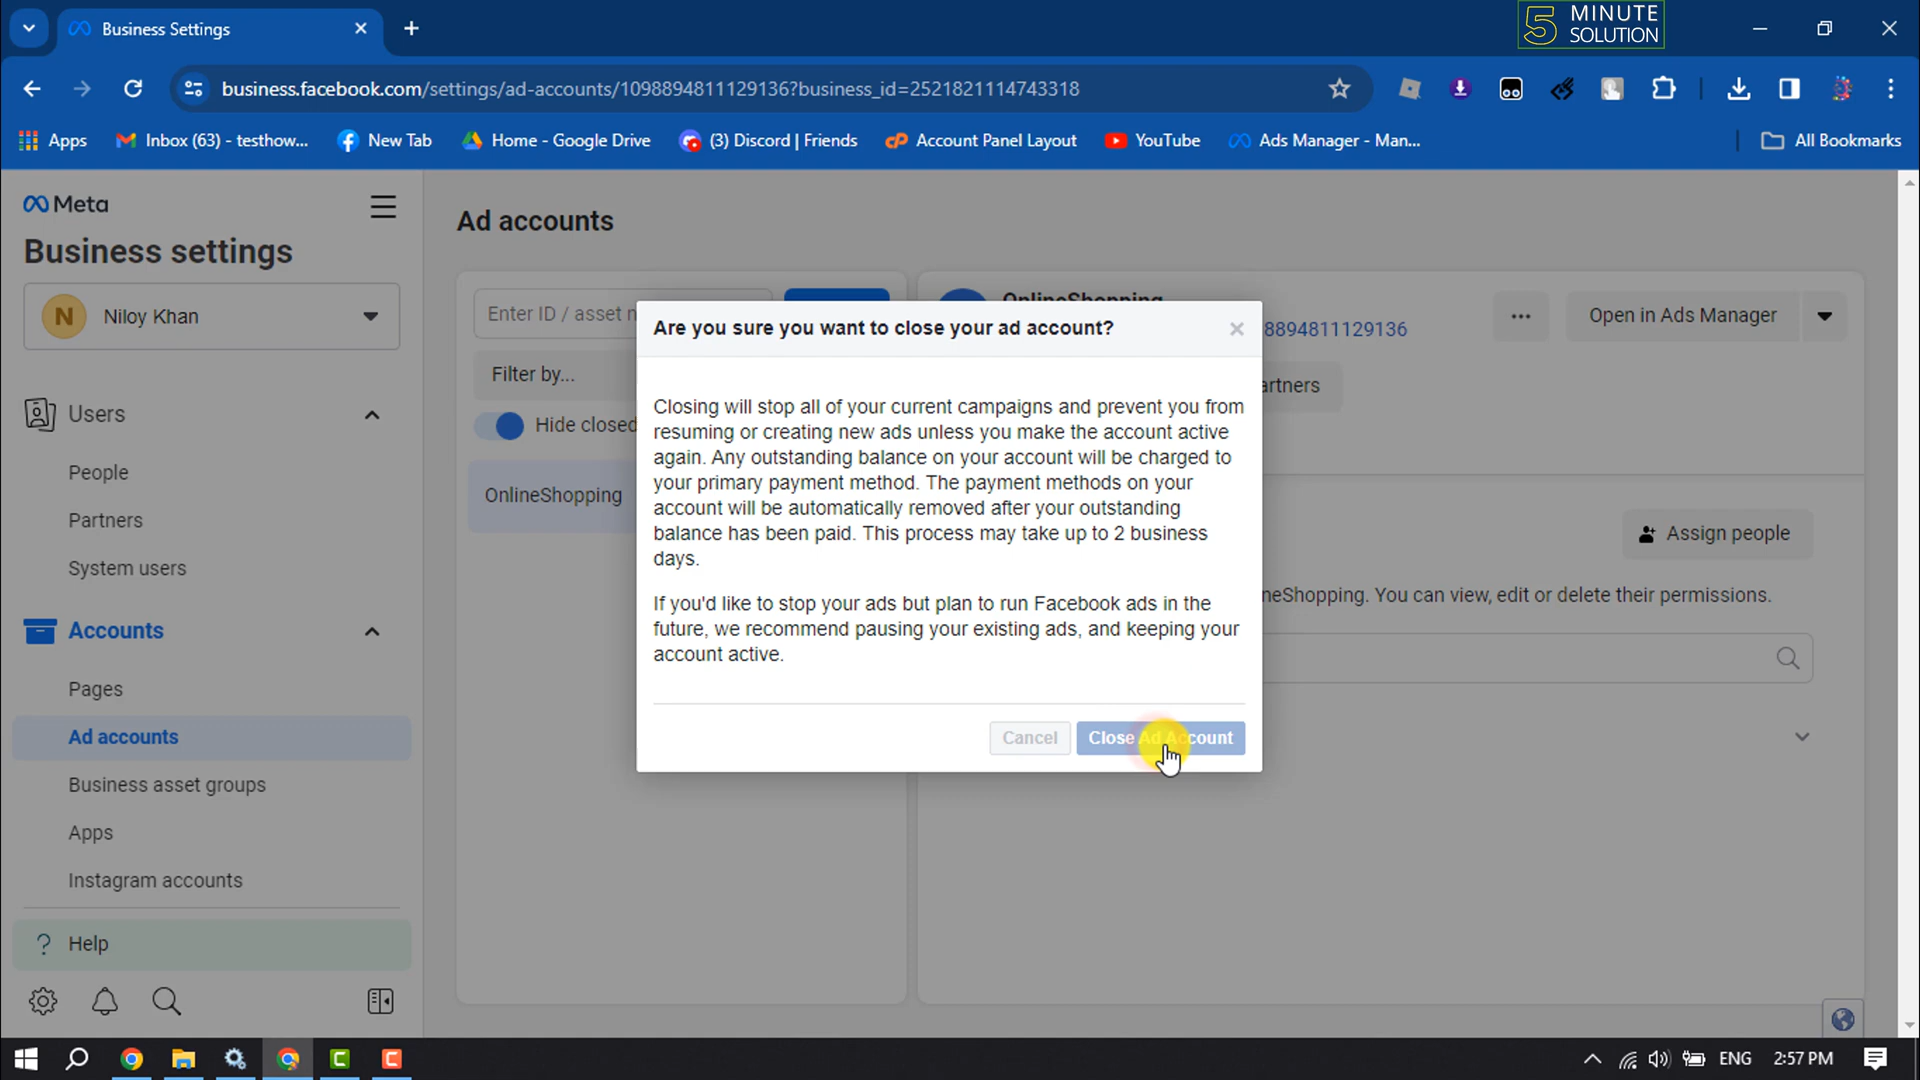 Business Settings
5 MINUTE
SOLUTION
business.facebook.com/settings/ad-accounts/1098894811129136?business_id=2521821114743318
Apps
Inbox (63) - testhow...
New Tab
Home - Google Drive
(3) Discord | Friends
Account Panel Layout
YouTube
Ads Manager - Man...
All Bookmarks
Meta
Business settings
N
Niloy Khan
Users
People
Partners
System users
Accounts
Pages
Ad accounts
Business asset groups
Apps
Instagram accounts
? Help
Ad accounts
Enter ID / asset
Filter by...
Hide closed
OnlineShopping
OnlineShopping
8894811129136
Open in Ads Manager
artners
Assign people
neShopping. You can view, edit or delete their permissions.
Are you sure you want to close your ad account?
Closing will stop all of your current campaigns and prevent you from
resuming or creating new ads unless you make the account active
again. Any outstanding balance on your account will be charged to
your primary payment method. The payment methods on your
account will be automatically removed after your outstanding
balance has been paid. This process may take up to 2 business
days.
If you'd like to stop your ads but plan to run Facebook ads in the
future, we recommend pausing your existing ads, and keeping your
account active.
Cancel
Close Ad Account
ENG
2:57 PM